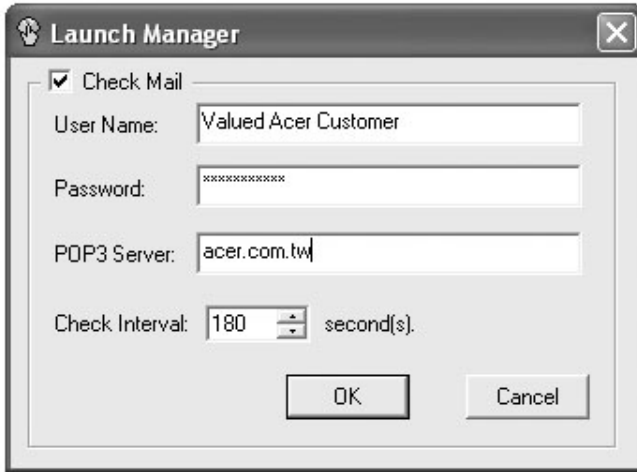 Launch Manager
Check Mail
User Name: Valued Acer Customer
Password: xxxxxxxxxxx
POP3 Server: acer.com.tw
Check Interval: 180 second(s).
OK Cancel